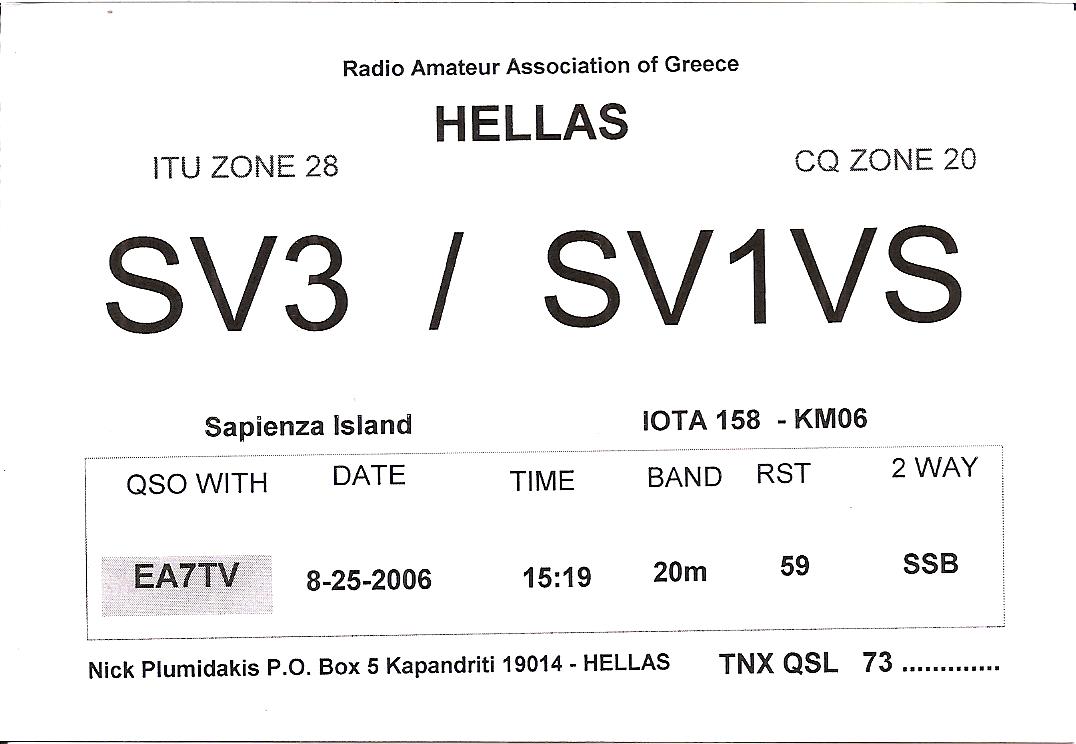 Radio Amateur Association of Greece
HELLAS
ITU ZONE 28 CQ ZONE 20
SV3 / SV1VS
Sapienza Island IOTA 158 - KM06
QSO WITH DATE TIME BAND RST 2 WAY
EA7TV 8-25-2006 15:19 20m 59 SSB
Nick Plumidakis P.O. Box 5 Kapandriti 19014 - HELLAS TNX QSL 73 .............